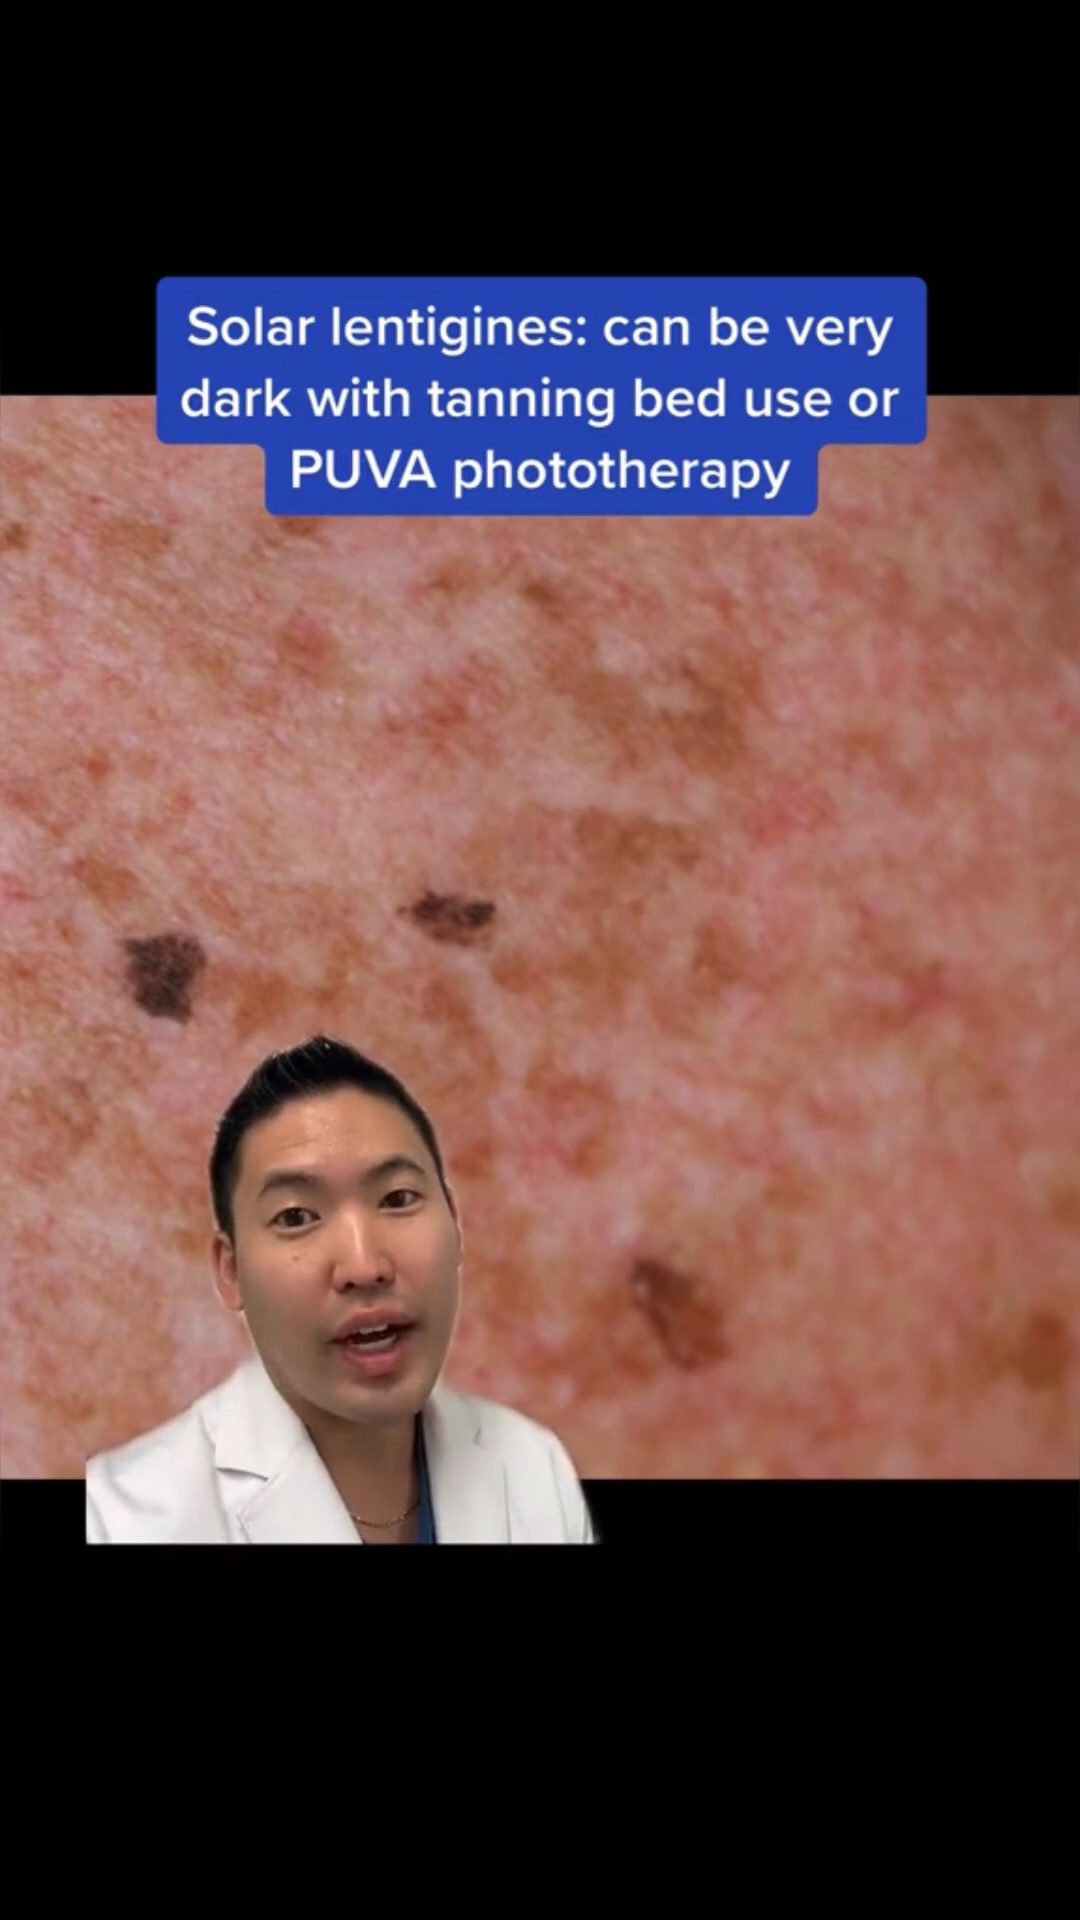 Solar lentigines: can be very
dark with tanning bed use or
PUVA phototherapy